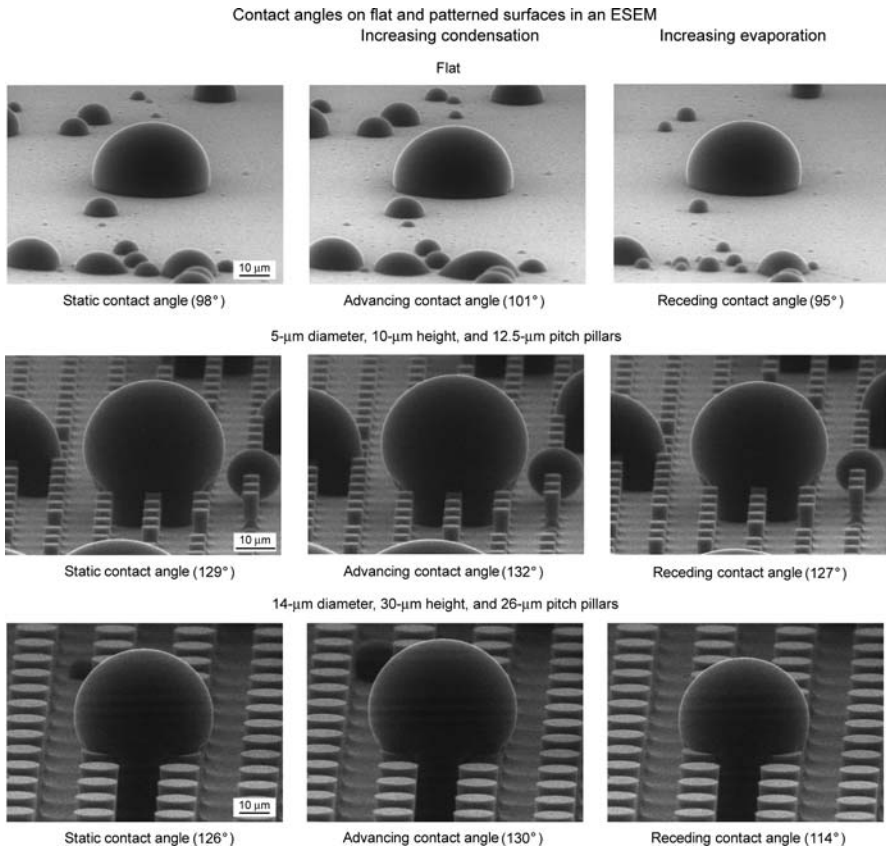 Contact angles on flat and patterned surfaces in an ESEM
Increasing condensation Increasing evaporation
Flat
10 μm
Static contact angle (98°) Advancing contact angle (101°) Receding contact angle (95°)
5-μm diameter, 10-μm height, and 12.5-μm pitch pillars
10 μm
Static contact angle (129°) Advancing contact angle (132°) Receding contact angle (127°)
14-μm diameter, 30-μm height, and 26-μm pitch pillars
10 μm
Static contact angle (126°) Advancing contact angle (130°) Receding contact angle (114°)